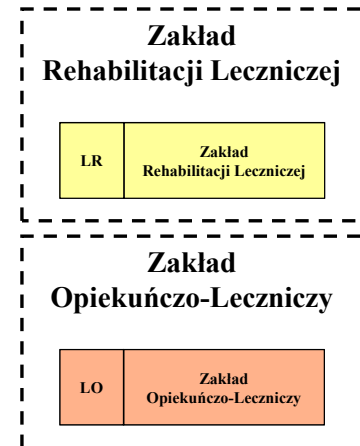 Zakład
Rehabilitacji Leczniczej
LR
Zakład
Rehabilitacji Leczniczej
Zakład
Opiekuńczo-Leczniczy
LO
Zakład
Opiekuńczo-Leczniczy